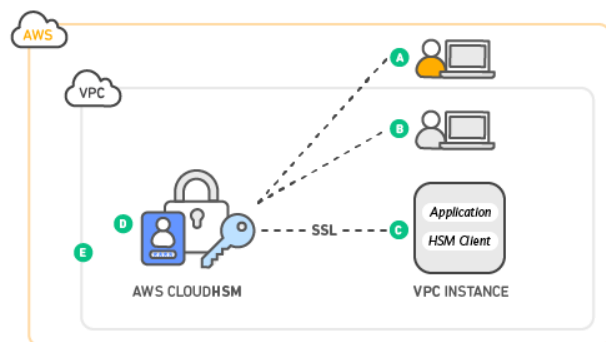 AWS
A
VPC
B
Application
D
SSL
C
HSM Client
E
AWS CLOUDHSM
VPC INSTANCE